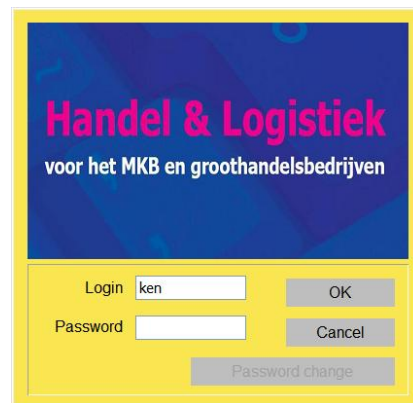 Handel & Logistiek
voor het MKB en groothandelsbedrijven
Login ken OK
Password Cancel
Password change